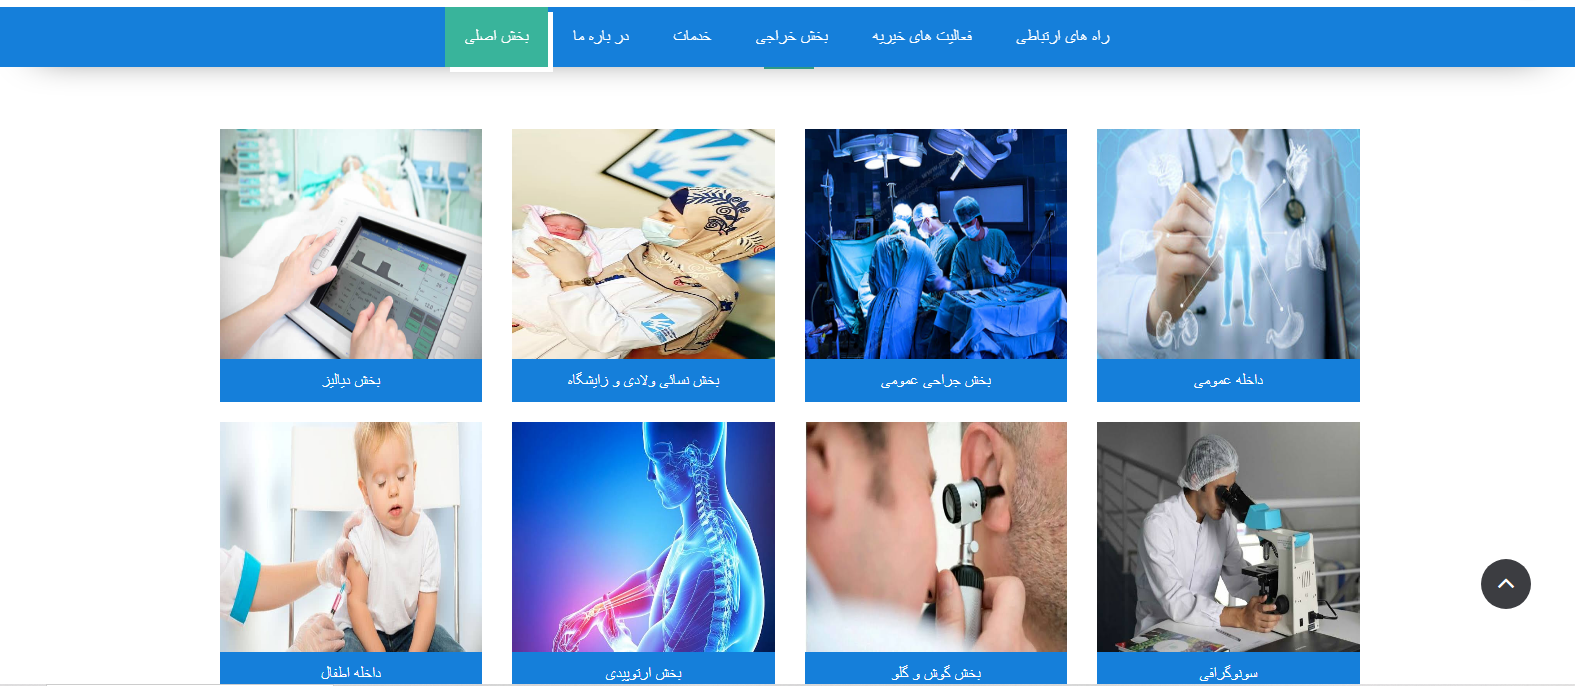 راه های ارتباطی
فعالیت های خیریه
بخش خراجی
خدمات
در باره ما
بخش اصلی
داخله عمومی
بخش جراحی عمومی
بخش نسائی ولادی و زایشگاه
بخش دیالیز
سونوگرافی
بخش گوش و گلو
بخش ارتوپیدی
داخله اطفال